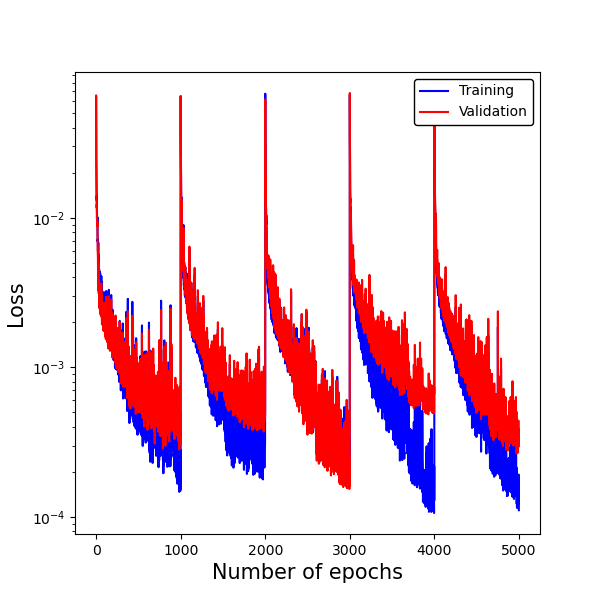 Training
Validation
10⁻²
10⁻³
10⁻⁴
Loss
0 1000 2000 3000 4000 5000
Number of epochs